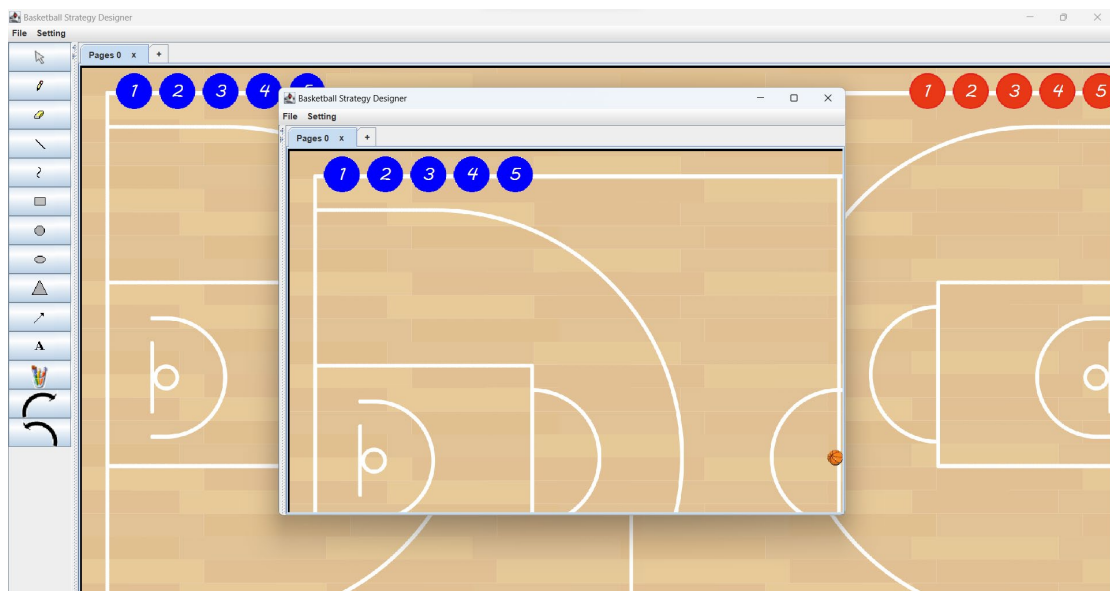 Basketball Strategy Designer
File Setting
Pages 0 x +
1 2 3 4 5
1 2 3 4 5
A
Basketball Strategy Designer
File Setting
Pages 0 x +
1 2 3 4 5